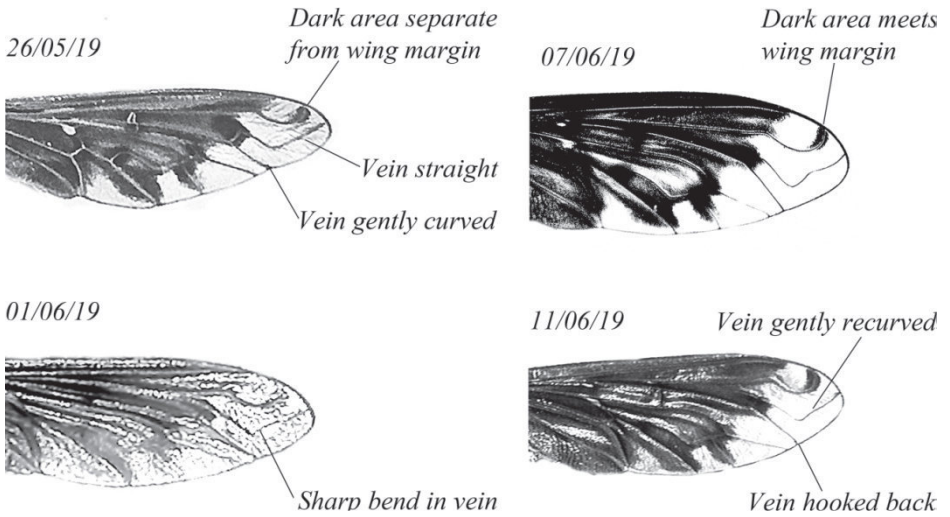 26/05/19
Dark area separate
from wing margin
Vein straight
Vein gently curved
07/06/19
Dark area meets
wing margin
01/06/19
Sharp bend in vein
11/06/19
Vein gently recurved
Vein hooked back